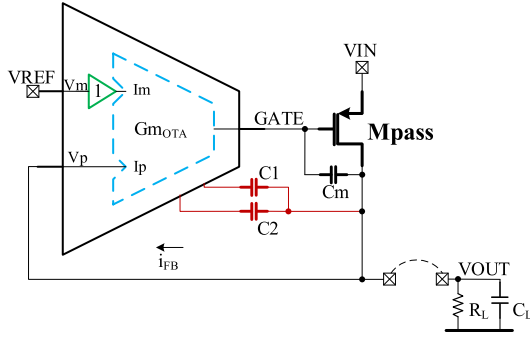 VIN
VREF
Vm
1
Im
GmOTA
GATE
Mpass
Vp
Ip
C1
Cm
C2
iFB
VOUT
RL
CL